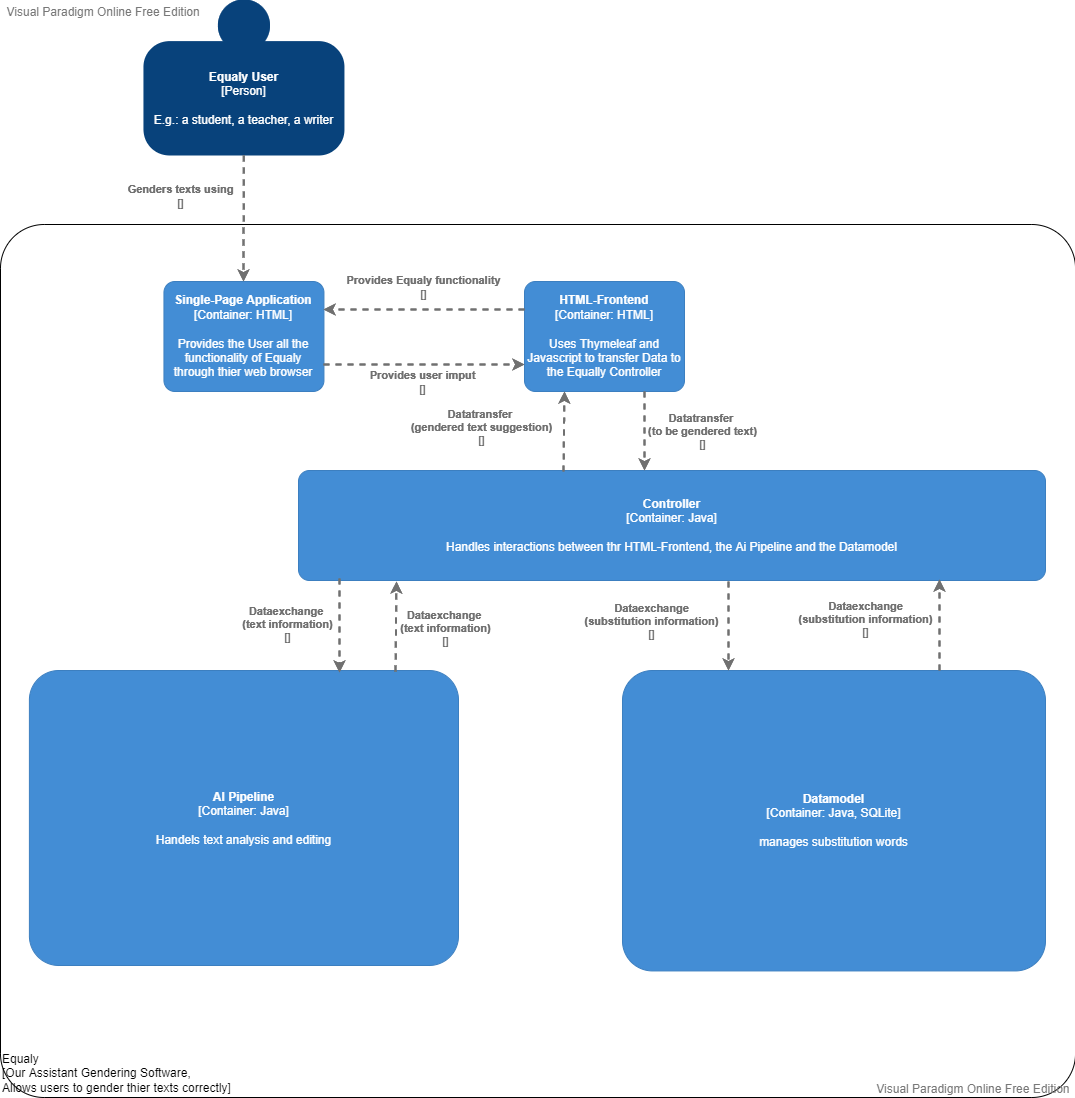 Visual Paradigm Online Free Edition
Equaly User
[Person]
E.g.: a student, a teacher, a writer
Genders texts using
[]
Single-Page Application
[Container: HTML]
Provides the User all the
functionality of Equaly
through thier web browser
Provides Equaly functionality
[]
HTML-Frontend
[Container: HTML]
Uses Thymeleaf and
Javascript to transfer Data to
the Equally Controller
Provides user imput
[]
Datatransfer
(gendered text suggestion)
[]
Datatransfer
(to be gendered text)
[]
Controller
[Container: Java]
Handles interactions between thr HTML-Frontend, the Ai Pipeline and the Datamodel
Dataexchange
(text information)
[]
Dataexchange
(text information)
[]
Dataexchange
(substitution information)
[]
Dataexchange
(substitution information)
[]
AI Pipeline
[Container: Java]
Handels text analysis and editing
Datamodel
[Container: Java, SQLite]
manages substitution words
Equaly
[Our Assistant Gendering Software,
Allows users to gender thier texts correctly]
Visual Paradigm Online Free Edition